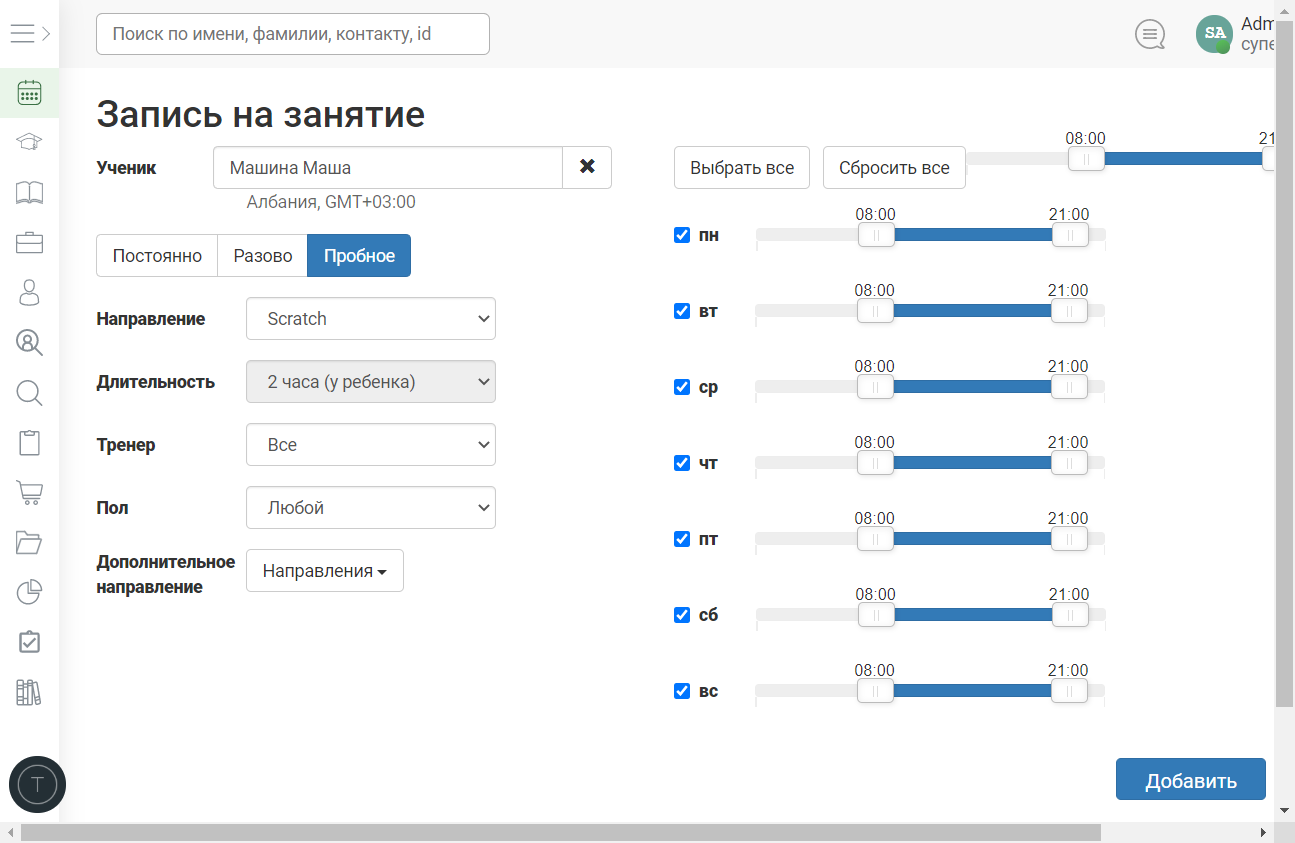 Поиск по имени, фамилии, контакту, id
SA
Adm
супе
Запись на занятие
Ученик
Машина Маша
Албания, GMT+03:00
Выбрать все
Сбросить все
08:00
21
Постоянно
Разово
Пробное
Направление
Scratch
Длительность
2 часа (у ребенка)
Тренер
Все
Пол
Любой
Дополнительное
направление
Направления
08:00 21:00
пн
08:00 21:00
вт
08:00 21:00
ср
08:00 21:00
чт
08:00 21:00
пт
08:00 21:00
сб
08:00 21:00
вс
T
Добавить